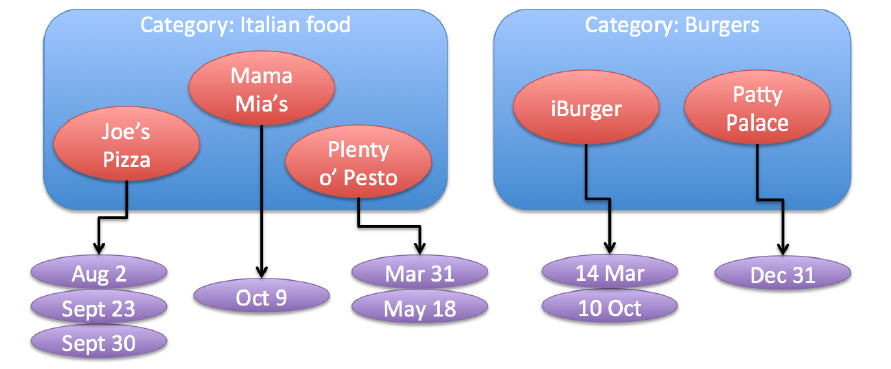 Category: Italian food
Category: Burgers
Mama
Mia's
Joe's
Pizza
Plenty
o' Pesto
iBurger
Patty
Palace
Aug 2
Sept 23
Sept 30
Oct 9
Mar 31
May 18
14 Mar
10 Oct
Dec 31